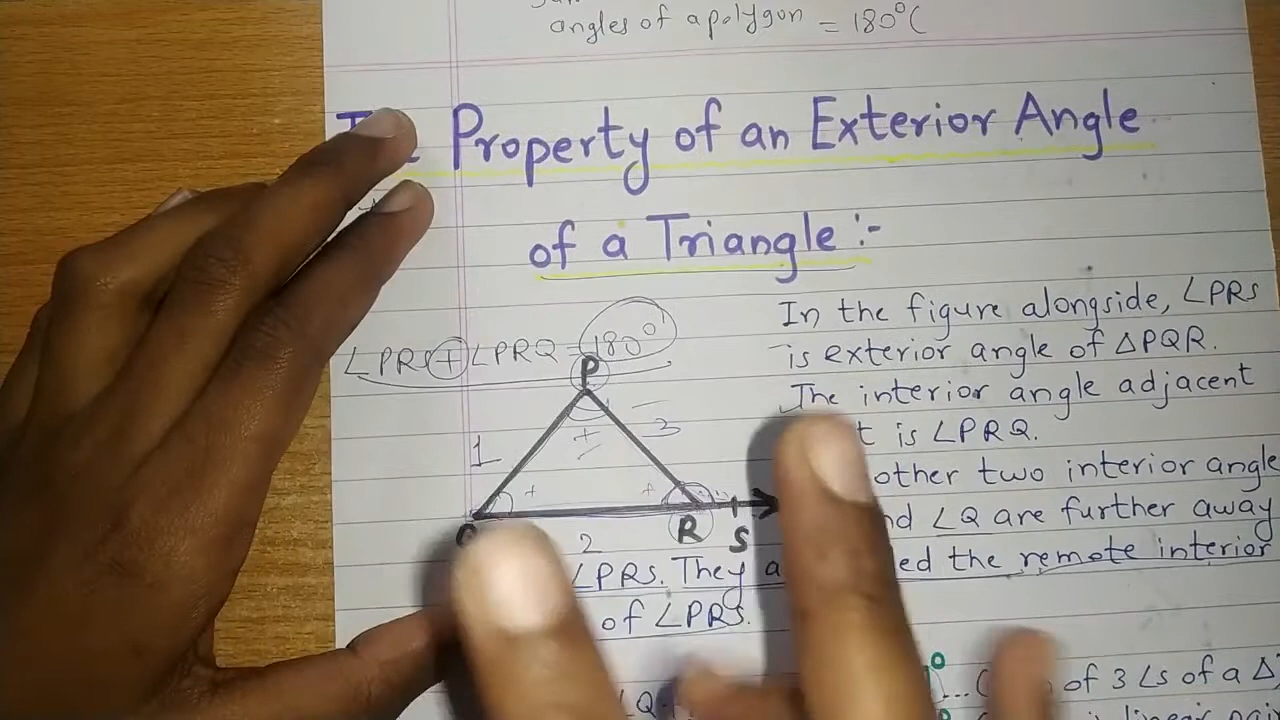 angles of a polygon = 180°(
Property of an Exterior Angle
of a Triangle :-
In the figure alongside, ∠PRS
is exterior angle of ΔPQR.
The interior angle adjacent
is ∠PRQ.
other two interior angle
∠Q are further away
∠PRS. They
the remote interior
of ∠PRS.
∠PRS + ∠PRQ = 180°
P
1
3
+
+
+
R
S
2
∠Q
of 3 ∠s of a Δ
linear